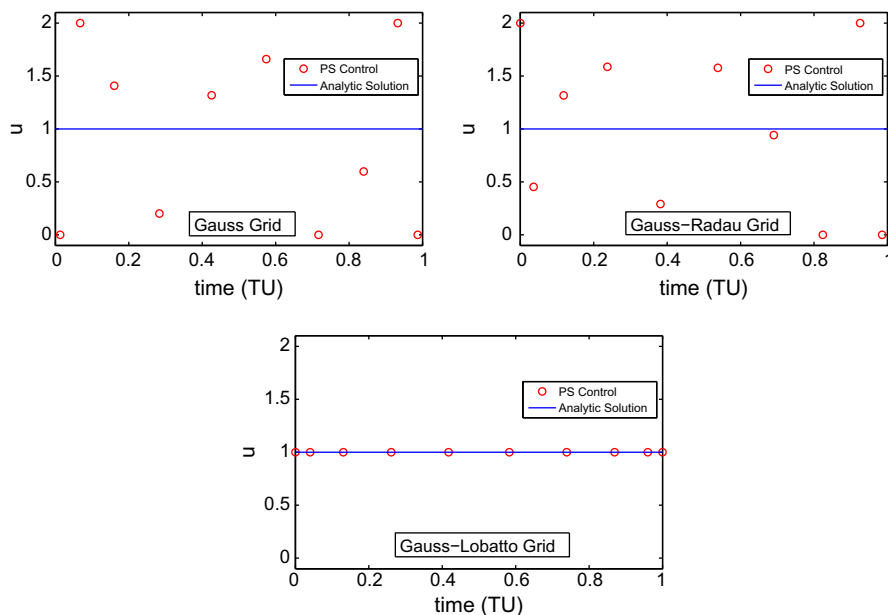 2
1.5
1
0.5
0
u
PS Control
Analytic Solution
Gauss Grid
0 0.2 0.4 0.6 0.8 1
time (TU)
2
1.5
1
0.5
0
u
PS Control
Analytic Solution
Gauss-Radau Grid
0 0.2 0.4 0.6 0.8 1
time (TU)
2
1.5
1
0.5
0
u
PS Control
Analytic Solution
Gauss-Lobatto Grid
0 0.2 0.4 0.6 0.8 1
time (TU)